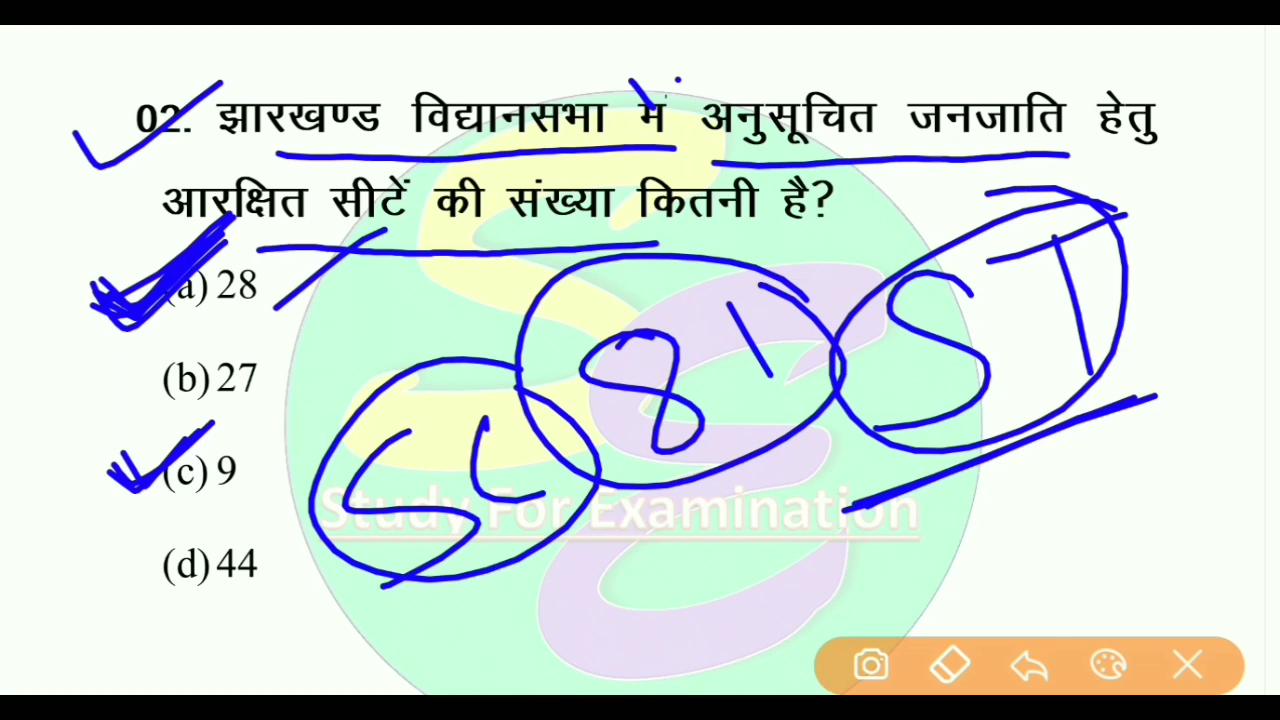 02. झारखण्ड विद्यानसभा में अनुसूचित जनजाति हेतु
आरक्षित सीटें की संख्या कितनी है?
(a) 28
(b) 27
(c) 9
(d) 44
81
ST
SC
Study For Examination